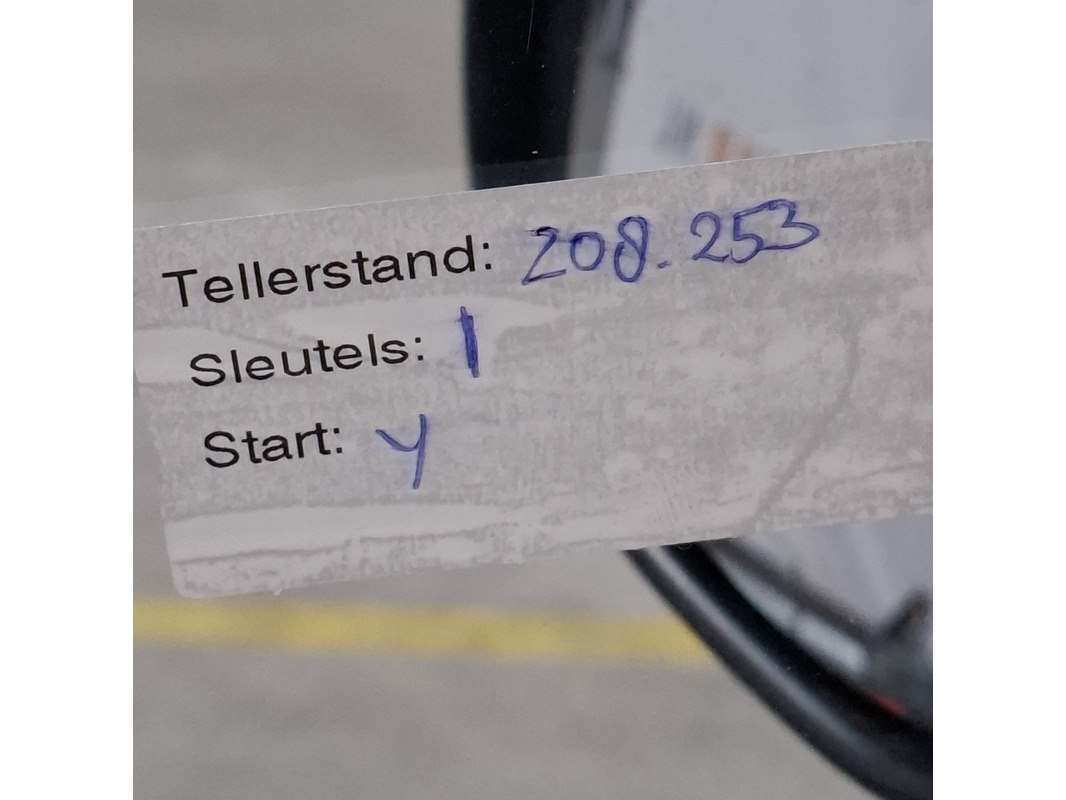 Tellerstand: 208.253
Sleutels: 1
Start: y